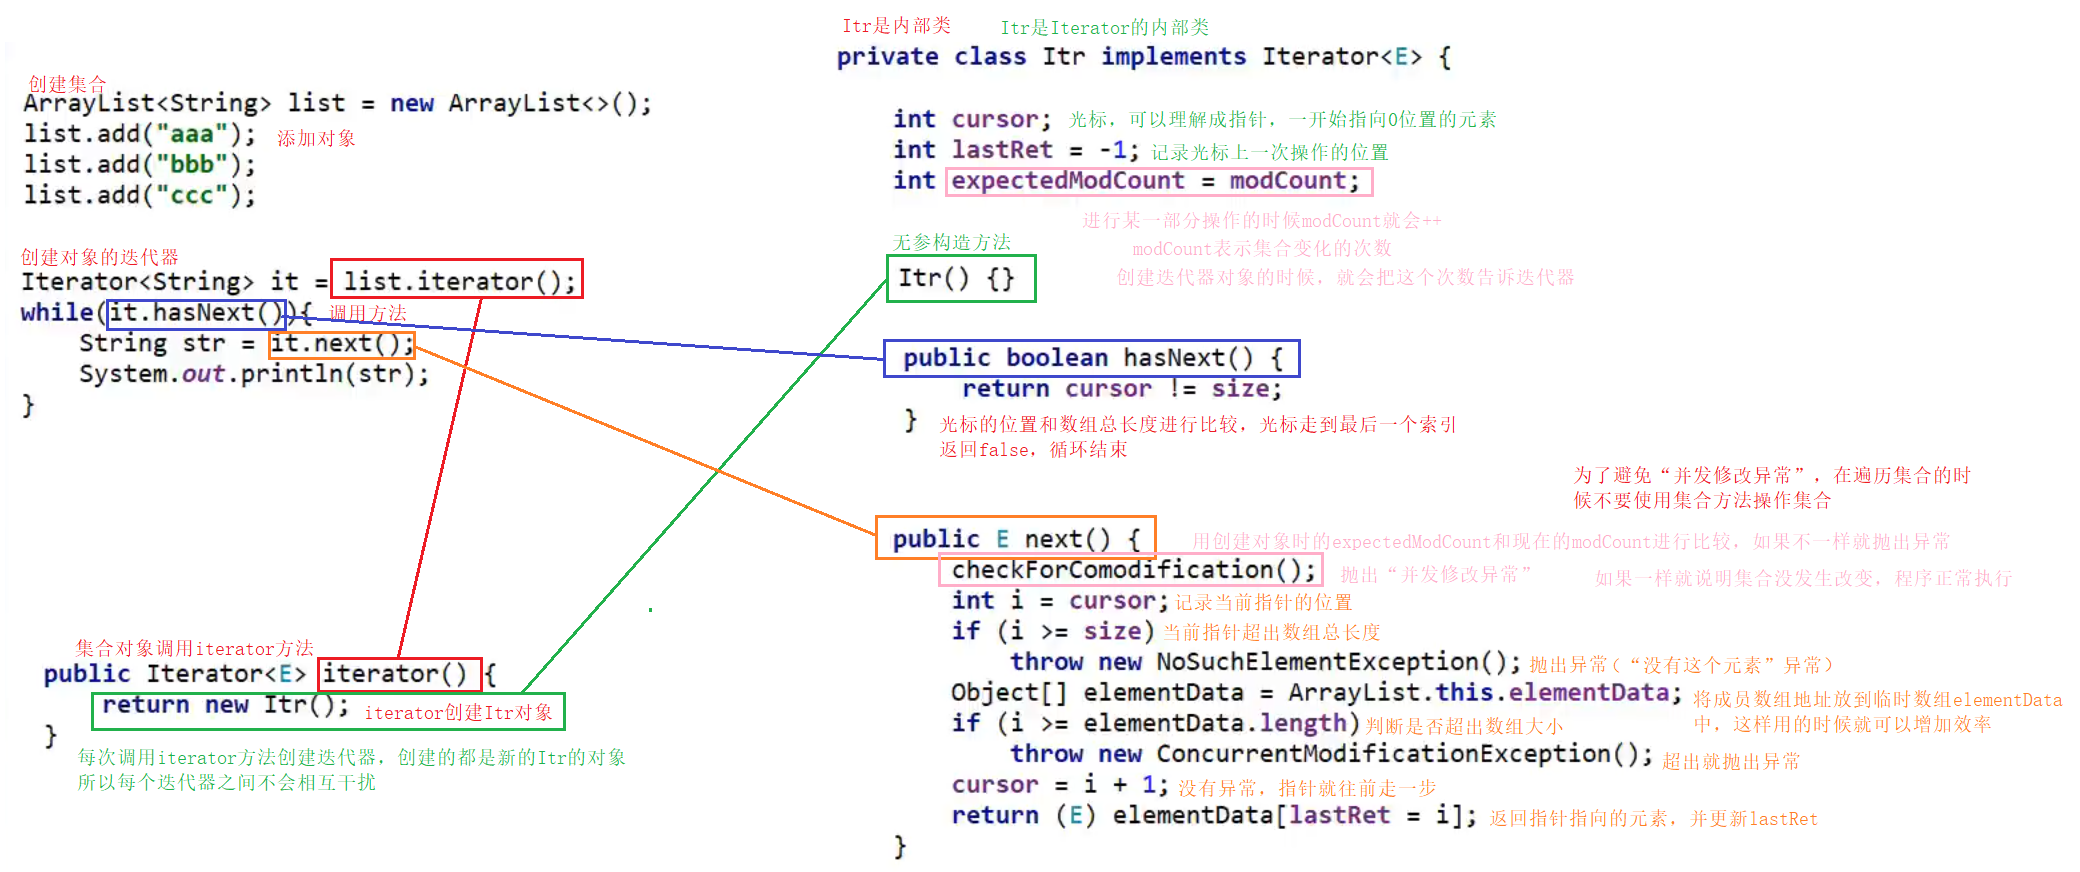 创建集合
ArrayList<String> list = new ArrayList<>();
list.add("aaa"); 添加对象
list.add("bbb");
list.add("ccc");
创建对象的迭代器
Iterator<String> it = list.iterator();
while(it.hasNext()){ 调用方法
String str = it.next();
System.out.println(str);
}
集合对象调用iterator方法
public Iterator<E> iterator() {
return new Itr(); iterator创建Itr对象
}
每次调用iterator方法创建迭代器，创建的都是新的Itr的对象
所以每个迭代器之间不会相互干扰
Itr是内部类 Itr是Iterator的内部类
private class Itr implements Iterator<E> {
int cursor; 光标，可以理解成指针，一开始指向0位置的元素
int lastRet = -1; 记录光标上一次操作的位置
int expectedModCount = modCount;
进行某一部分操作的时候modCount就会++
modCount表示集合变化的次数
创建迭代器对象的时候，就会把这个次数告诉迭代器
无参构造方法
Itr() {}
public boolean hasNext() {
return cursor != size;
}
光标的位置和数组总长度进行比较，光标走到最后一个索引
返回false，循环结束
为了避免“并发修改异常”，在遍历集合的时
候不要使用集合方法操作集合
public E next() { 用创建对象时的expectedModCount和现在的modCount进行比较，如果不一样就抛出异常
checkForComodification(); 抛出“并发修改异常” 如果一样就说明集合没发生改变，程序正常执行
int i = cursor; 记录当前指针的位置
if (i >= size) 当前指针超出数组总长度
throw new NoSuchElementException(); 抛出异常(“没有这个元素”异常)
Object[] elementData = ArrayList.this.elementData; 将成员数组地址放到临时数组elementData
中，这样用的时候就可以增加效率
if (i >= elementData.length) 判断是否超出数组大小
throw new ConcurrentModificationException(); 超出就抛出异常
cursor = i + 1; 没有异常，指针就往前走一步
return (E) elementData[lastRet = i]; 返回指针指向的元素，并更新lastRet
}